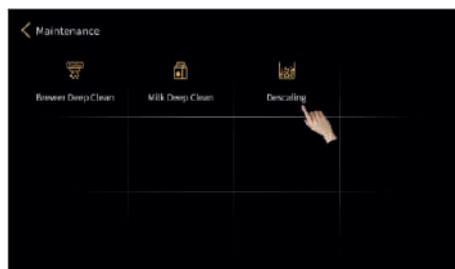 Maintenance
Brewer Deep Clean
Milk Deep Clean
Descaling